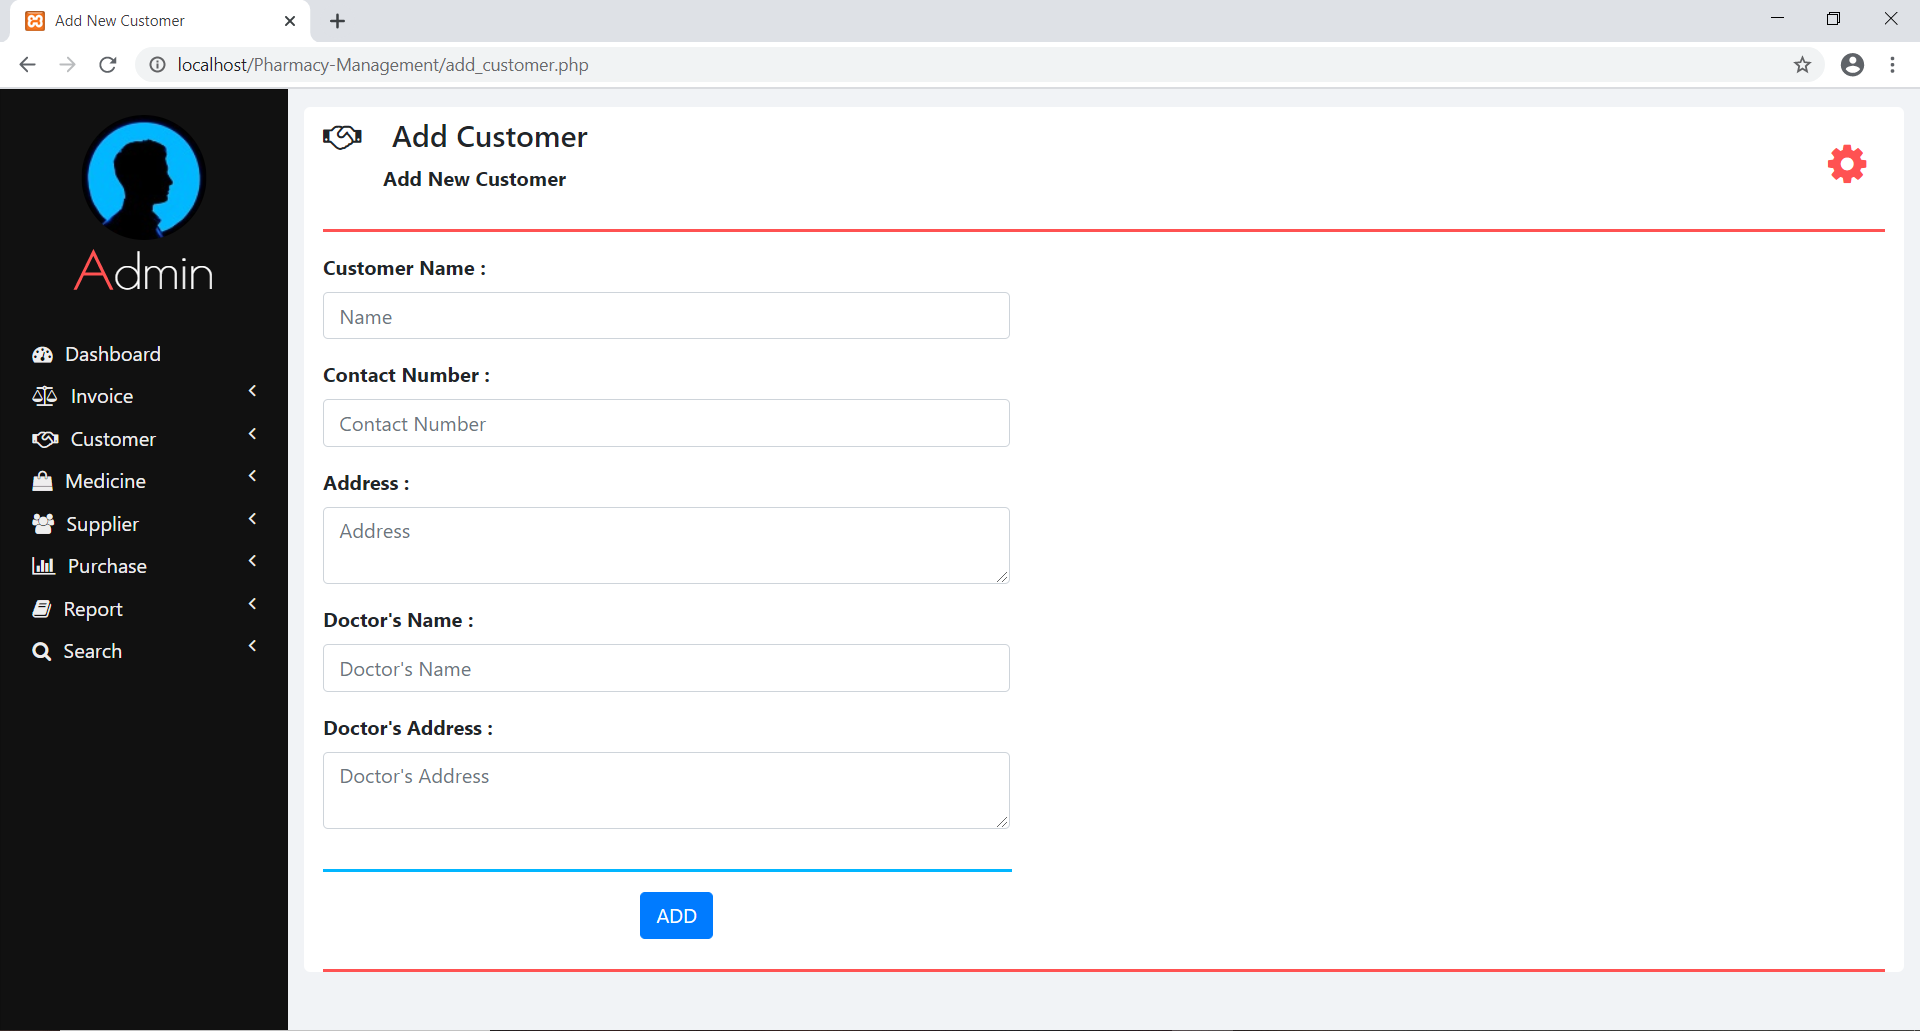 Add New Customer
localhost/Pharmacy-Management/add_customer.php
Admin
Dashboard
Invoice
Customer
Medicine
Supplier
Purchase
Report
Search
Add Customer
Add New Customer
Customer Name :
Name
Contact Number :
Contact Number
Address :
Address
Doctor's Name :
Doctor's Name
Doctor's Address :
Doctor's Address
ADD